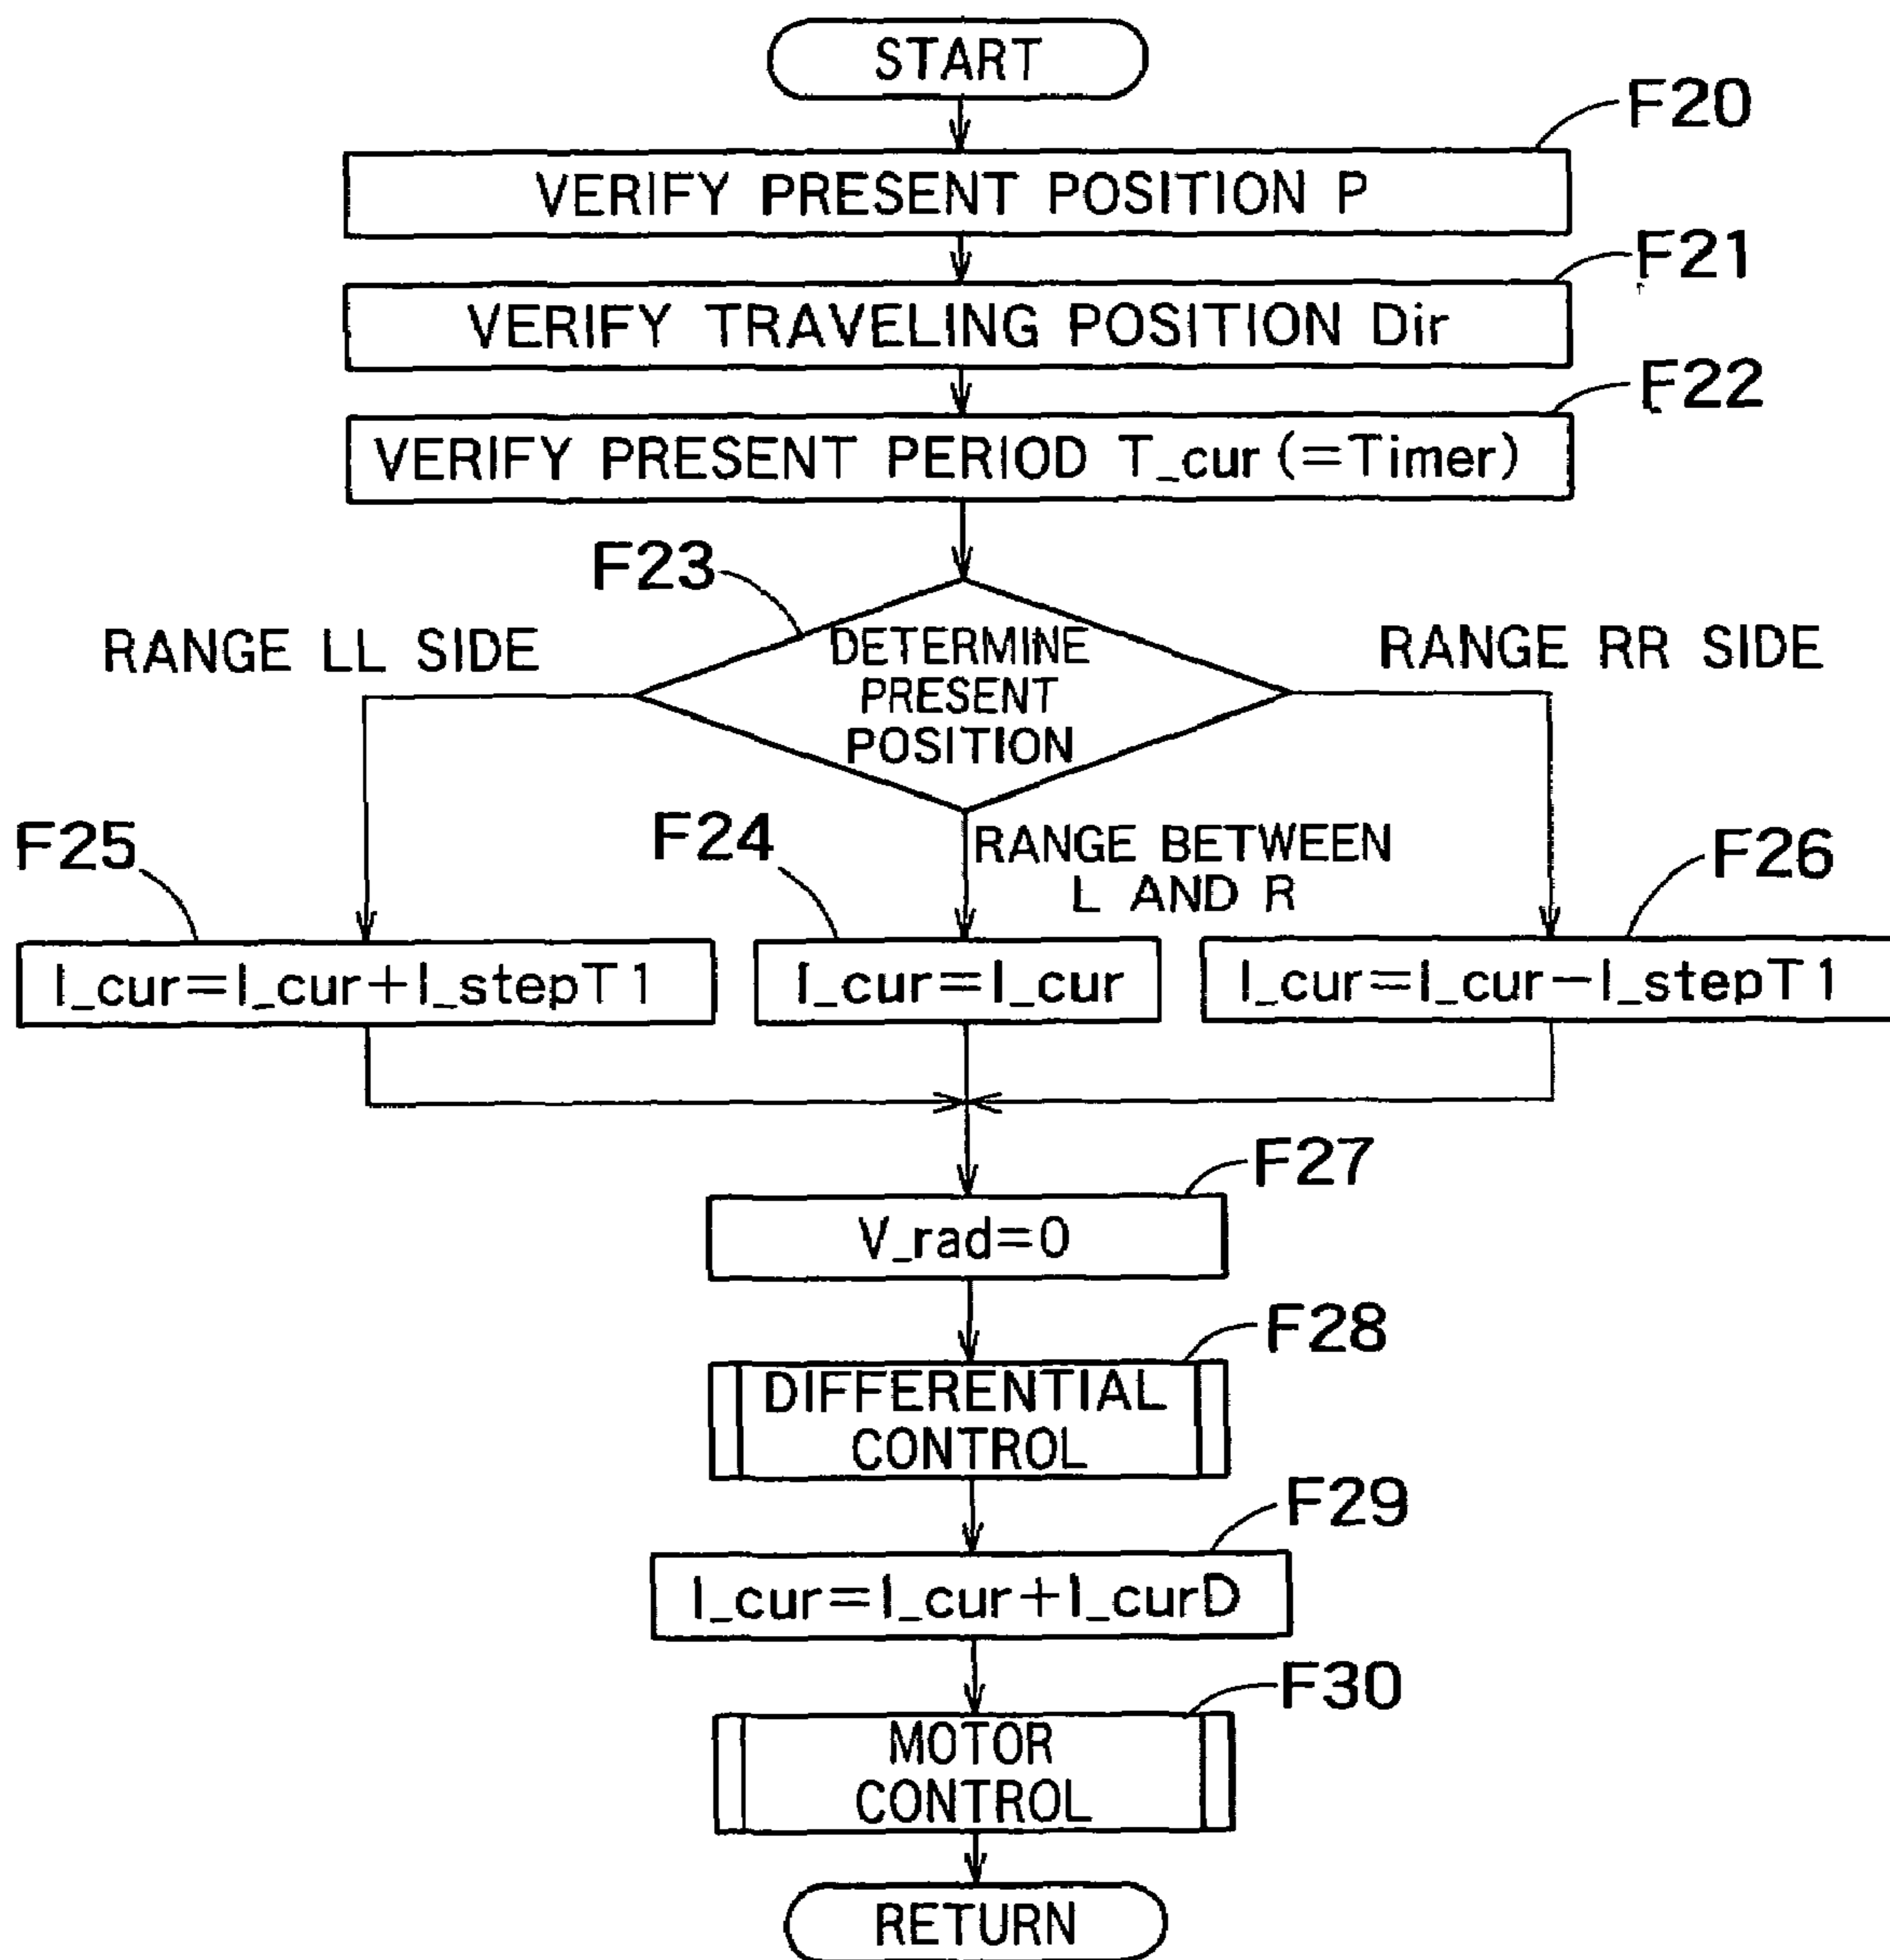 START
F20
VERIFY PRESENT POSITION P
F21
VERIFY TRAVELING POSITION Dir
F22
VERIFY PRESENT PERIOD T_cur (=Timer)
F23
DETERMINE
PRESENT
POSITION
RANGE LL SIDE
RANGE RR SIDE
RANGE BETWEEN
L AND R
F25
I_cur=I_cur+I_stepT1
F24
I_cur=I_cur
F26
I_cur=I_cur-I_stepT1
F27
V_rad=0
F28
DIFFERENTIAL
CONTROL
F29
I_cur=I_cur+I_curD
F30
MOTOR
CONTROL
RETURN